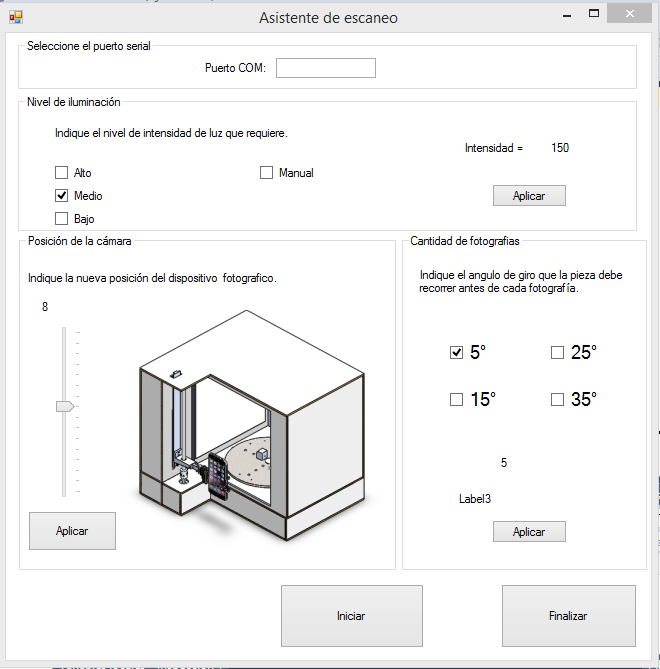 Asistente de escaneo
Seleccione el puerto serial
Puerto COM:
Nivel de iluminación
Indique el nivel de intensidad de luz que requiere.
Intensidad = 150
Alto
Manual
Medio
Aplicar
Bajo
Posición de la cámara
Indique la nueva posición del dispositivo fotografico.
8
Aplicar
Cantidad de fotografias
Indique el angulo de giro que la pieza debe
recorrer antes de cada fotografía.
5°
25°
15°
35°
5
Label3
Aplicar
Iniciar
Finalizar